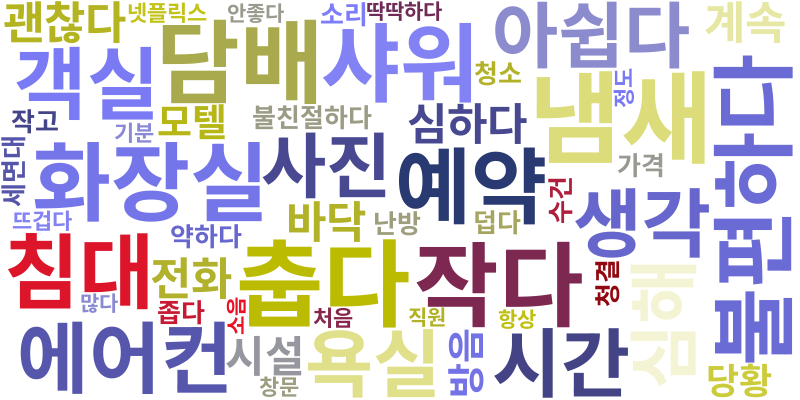 괜찮다
넷플릭스
안좋다
소리
딱딱하다
계속
객실
담배
샤워
아쉽다
청소
냄새
정도
불편하다
작고
기분
모텔
불친절하다
심하다
세면대
화장실
사진
예약
수건
가격
생각
뜨겁다
약하다
바닥
난방
덥다
침대
많다
전화
좁다
소음
춥다
처음
작다
직원
항상
청결
심해
에어컨
시설
창문
욕실
방음
시간
당황